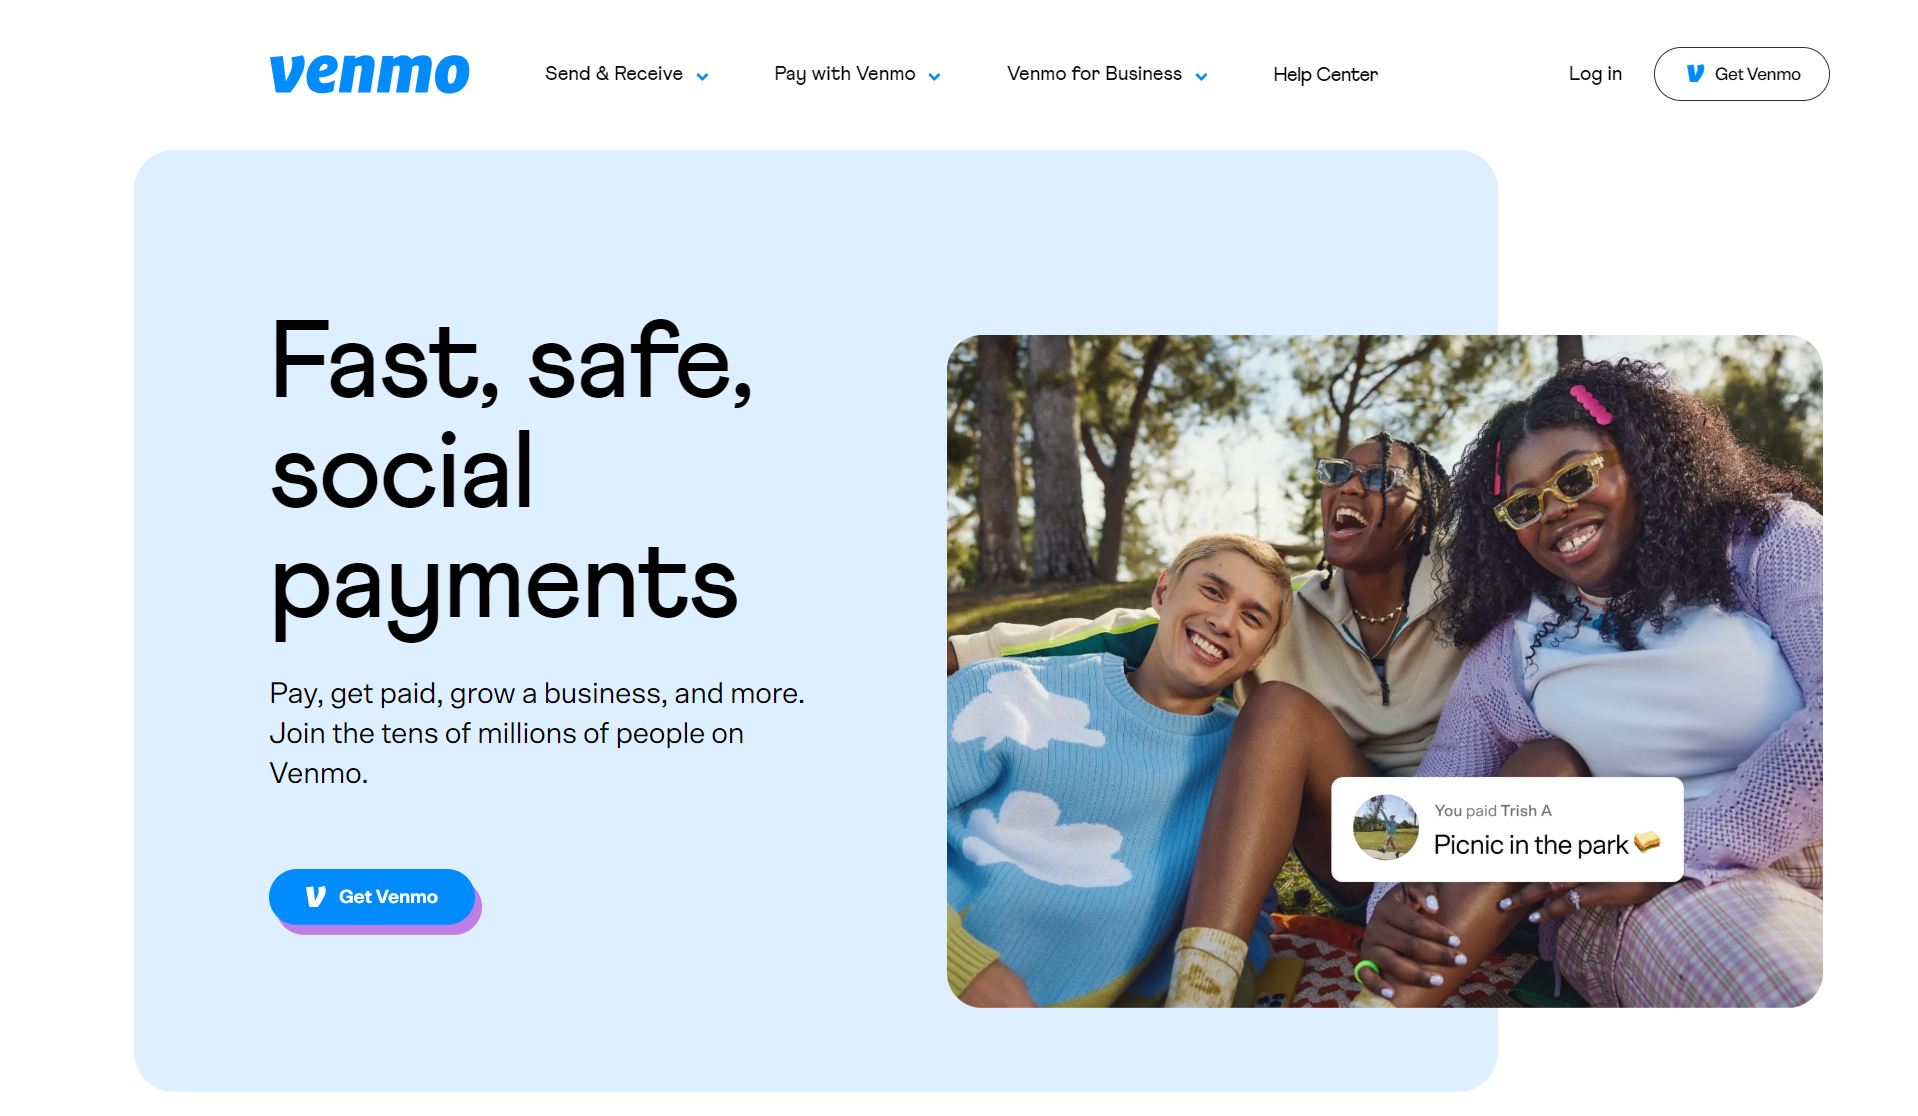 venmo
Send & Receive
Pay with Venmo
Venmo for Business
Help Center
Log in
Get Venmo
Fast, safe,
social
payments
Pay, get paid, grow a business, and more.
Join the tens of millions of people on
Venmo.
Get Venmo
You paid Trish A
Picnic in the park 🥪